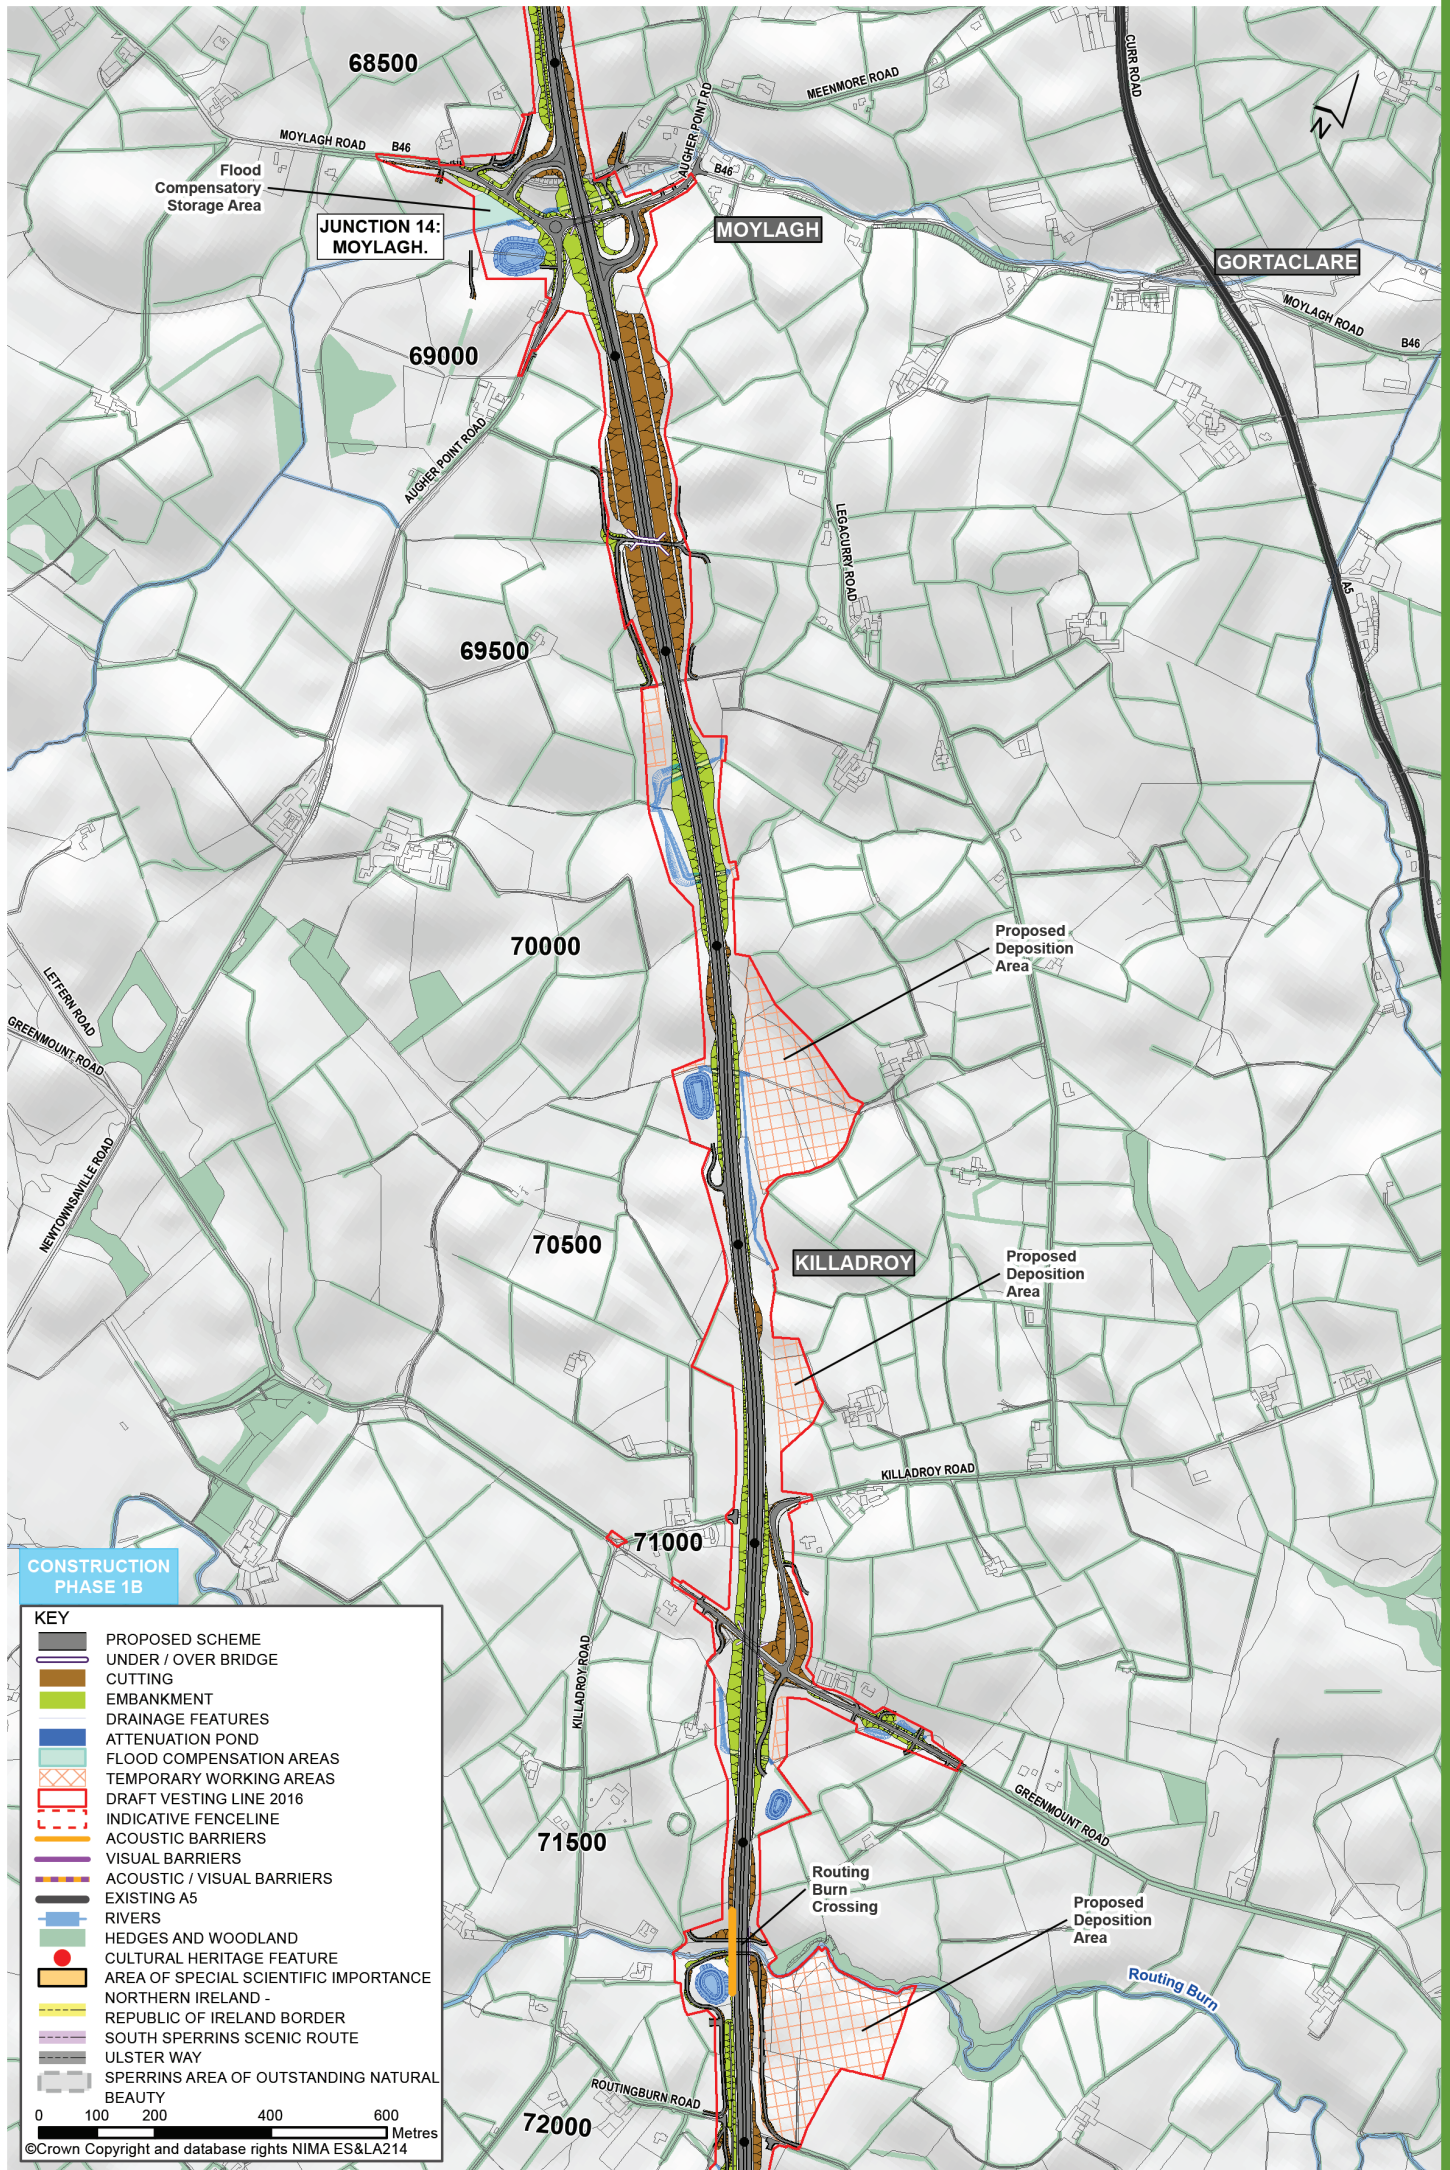 68500
CURR ROAD
MEENMORE ROAD
N
AUGHER POINT RD
MOYLAGH ROAD B46
B46
Flood
Compensatory
Storage Area
JUNCTION 14:
MOYLAGH.
MOYLAGH
GORTACLARE
MOYLAGH ROAD
B46
69000
AUGHER POINT ROAD
LEGACURRY ROAD
A5
69500
70000
Proposed
Deposition
Area
LETFERN ROAD
GREENMOUNT ROAD
NEWTOWNSAVILLE ROAD
70500
KILLADROY
Proposed
Deposition
Area
KILLADROY ROAD
71000
KILLADROY ROAD
GREENMOUNT ROAD
71500
Routing
Burn
Crossing
Proposed
Deposition
Area
Routing Burn
ROUTINGBURN ROAD
72000
CONSTRUCTION
PHASE 1B
KEY
PROPOSED SCHEME
UNDER / OVER BRIDGE
CUTTING
EMBANKMENT
DRAINAGE FEATURES
ATTENUATION POND
FLOOD COMPENSATION AREAS
TEMPORARY WORKING AREAS
DRAFT VESTING LINE 2016
INDICATIVE FENCELINE
ACOUSTIC BARRIERS
VISUAL BARRIERS
ACOUSTIC / VISUAL BARRIERS
EXISTING A5
RIVERS
HEDGES AND WOODLAND
CULTURAL HERITAGE FEATURE
AREA OF SPECIAL SCIENTIFIC IMPORTANCE
NORTHERN IRELAND -
REPUBLIC OF IRELAND BORDER
SOUTH SPERRINS SCENIC ROUTE
ULSTER WAY
SPERRINS AREA OF OUTSTANDING NATURAL
BEAUTY
0 100 200 400 600
Metres
©Crown Copyright and database rights NIMA ES&LA214